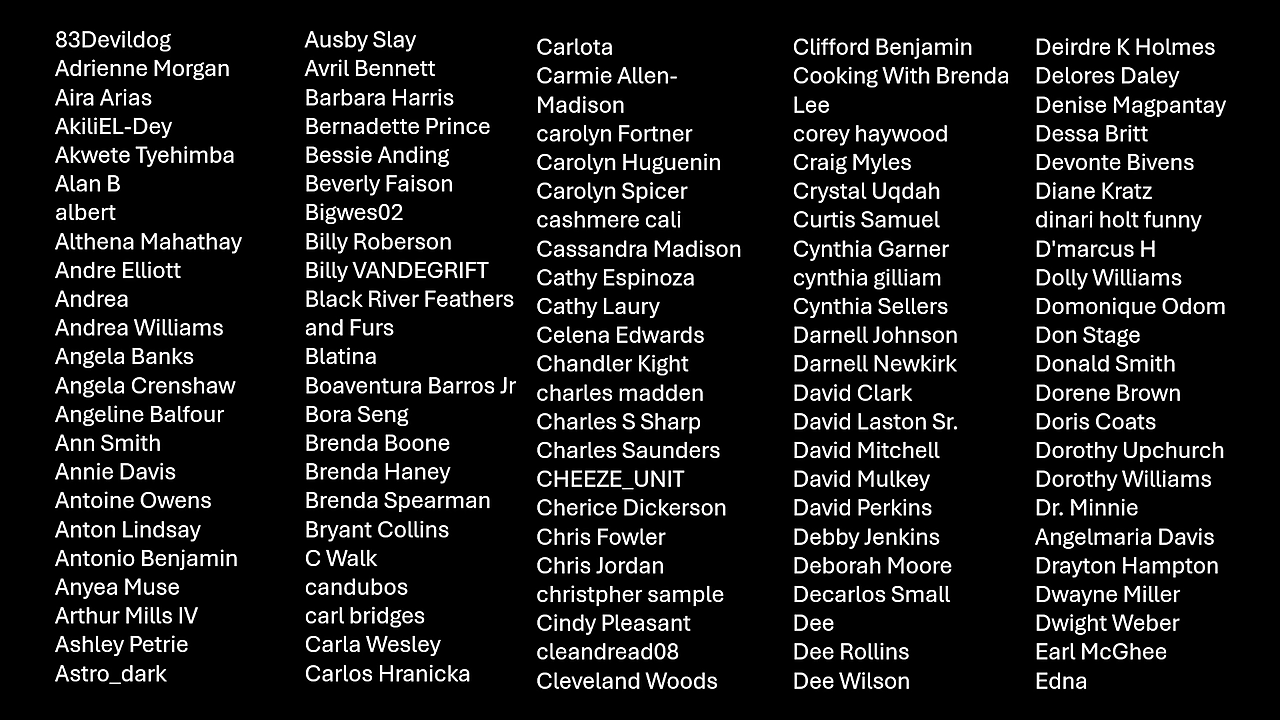 83Devildog
Adrienne Morgan
Aira Arias
AkiliEL-Dey
Akwete Tyehimba
Alan B
albert
Althena Mahathay
Andre Elliott
Andrea
Andrea Williams
Angela Banks
Angela Crenshaw
Angeline Balfour
Ann Smith
Annie Davis
Antoine Owens
Anton Lindsay
Antonio Benjamin
Anyea Muse
Arthur Mills IV
Ashley Petrie
Astro_dark
Ausby Slay
Avril Bennett
Barbara Harris
Bernadette Prince
Bessie Anding
Beverly Faison
Bigwes02
Billy Roberson
Billy VANDEGRIFT
Black River Feathers
and Furs
Blatina
Boaventura Barros Jr
Bora Seng
Brenda Boone
Brenda Haney
Brenda Spearman
Bryant Collins
C Walk
candubos
carl bridges
Carla Wesley
Carlos Hranicka
Carlota
Carmie Allen-
Madison
carolyn Fortner
Carolyn Huguenin
Carolyn Spicer
cashmere cali
Cassandra Madison
Cathy Espinoza
Cathy Laury
Celena Edwards
Chandler Kight
charles madden
Charles S Sharp
Charles Saunders
CHEEZE_UNIT
Cherice Dickerson
Chris Fowler
Chris Jordan
christpher sample
Cindy Pleasant
cleandread08
Cleveland Woods
Clifford Benjamin
Cooking With Brenda
Lee
corey haywood
Craig Myles
Crystal Uqdah
Curtis Samuel
Cynthia Garner
cynthia gilliam
Cynthia Sellers
Darnell Johnson
Darnell Newkirk
David Clark
David Laston Sr.
David Mitchell
David Mulkey
David Perkins
Debby Jenkins
Deborah Moore
Decarlos Small
Dee
Dee Rollins
Dee Wilson
Deirdre K Holmes
Delores Daley
Denise Magpantay
Dessa Britt
Devonte Bivens
Diane Kratz
dinari holt funny
D'marcus H
Dolly Williams
Domonique Odom
Don Stage
Donald Smith
Dorene Brown
Doris Coats
Dorothy Upchurch
Dorothy Williams
Dr. Minnie
Angelmaria Davis
Drayton Hampton
Dwayne Miller
Dwight Weber
Earl McGhee
Edna